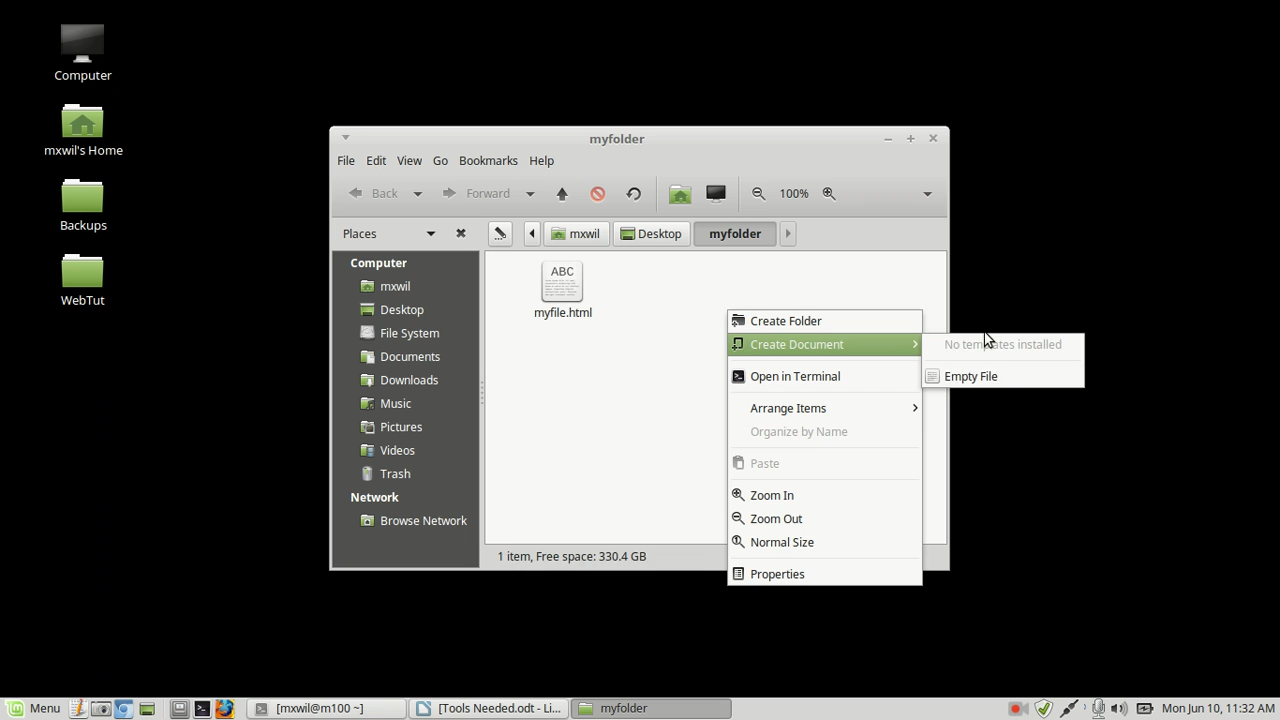 Computer
mxwil's Home
Backups
WebTut
myfolder
File Edit View Go Bookmarks Help
Back Forward 100%
Places mxwil Desktop myfolder
Computer
mxwil
Desktop
File System
Documents
Downloads
Music
Pictures
Videos
Trash
Network
Browse Network
ABC
myfile.html
1 item, Free space: 330.4 GB
Create Folder
Create Document
Open in Terminal
Arrange Items
Organize by Name
Paste
Zoom In
Zoom Out
Normal Size
Properties
No templates installed
Empty File
Menu [mxwil@m100 ~] [Tools Needed.odt - Li... myfolder Mon Jun 10, 11:32 AM